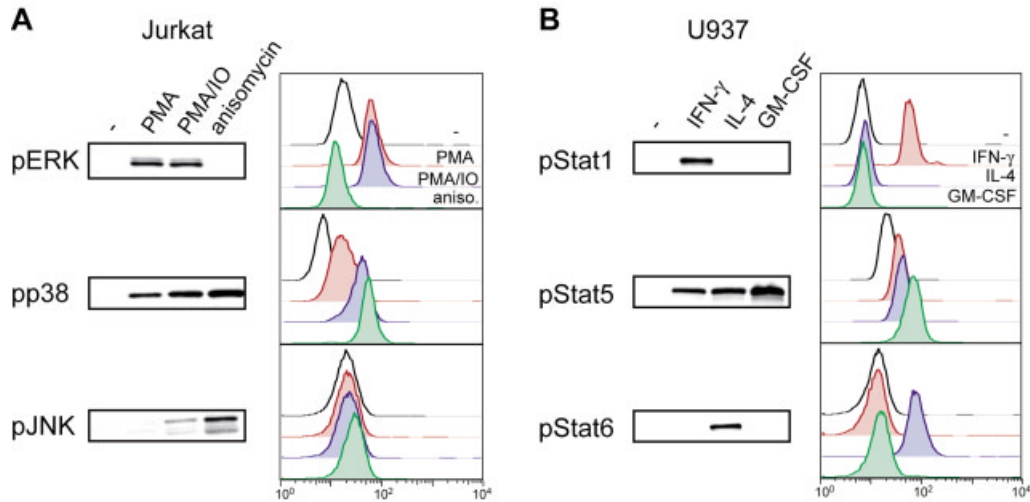 A
Jurkat
-
PMA
PMA/IO
anisomycin
pERK
-
PMA
PMA/IO
aniso.
pp38
pJNK
10⁰
10²
10⁴
B
U937
-
IFN-γ
IL-4
GM-CSF
pStat1
-
IFN-γ
IL-4
GM-CSF
pStat5
pStat6
10⁰
10²
10⁴